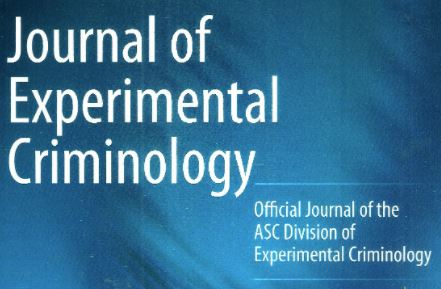 Journal of
Experimental
Criminology
Official Journal of the
ASC Division of
Experimental Criminology